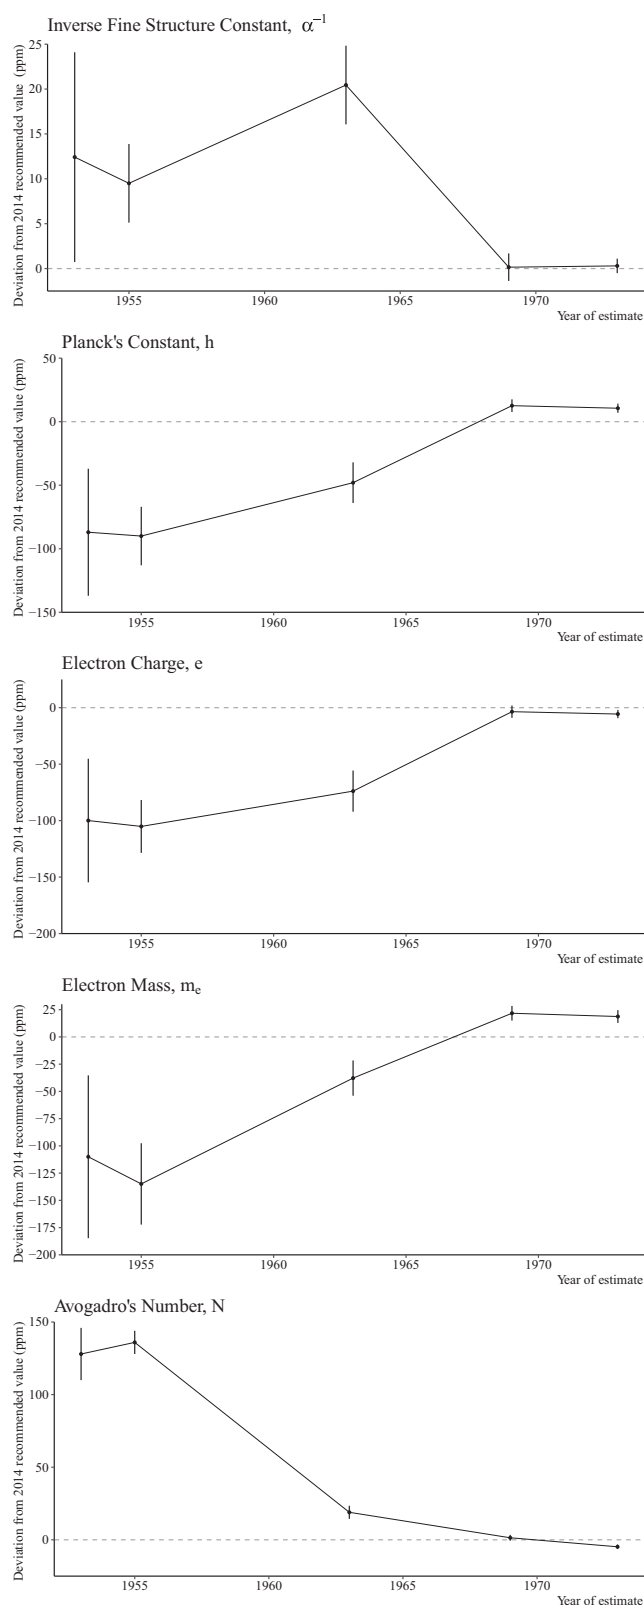 Inverse Fine Structure Constant, α⁻¹
Deviation from 2014 recommended value (ppm)
25
20
15
10
5
0
1955 1960 1965 1970
Year of estimate
Planck's Constant, h
Deviation from 2014 recommended value (ppm)
50
0
−50
−100
−150
1955 1960 1965 1970
Year of estimate
Electron Charge, e
Deviation from 2014 recommended value (ppm)
0
−50
−100
−150
−200
1955 1960 1965 1970
Year of estimate
Electron Mass, mₑ
Deviation from 2014 recommended value (ppm)
25
0
−25
−50
−75
−100
−125
−150
−175
−200
1955 1960 1965 1970
Year of estimate
Avogadro's Number, N
Deviation from 2014 recommended value (ppm)
150
100
50
0
1955 1960 1965 1970
Year of estimate